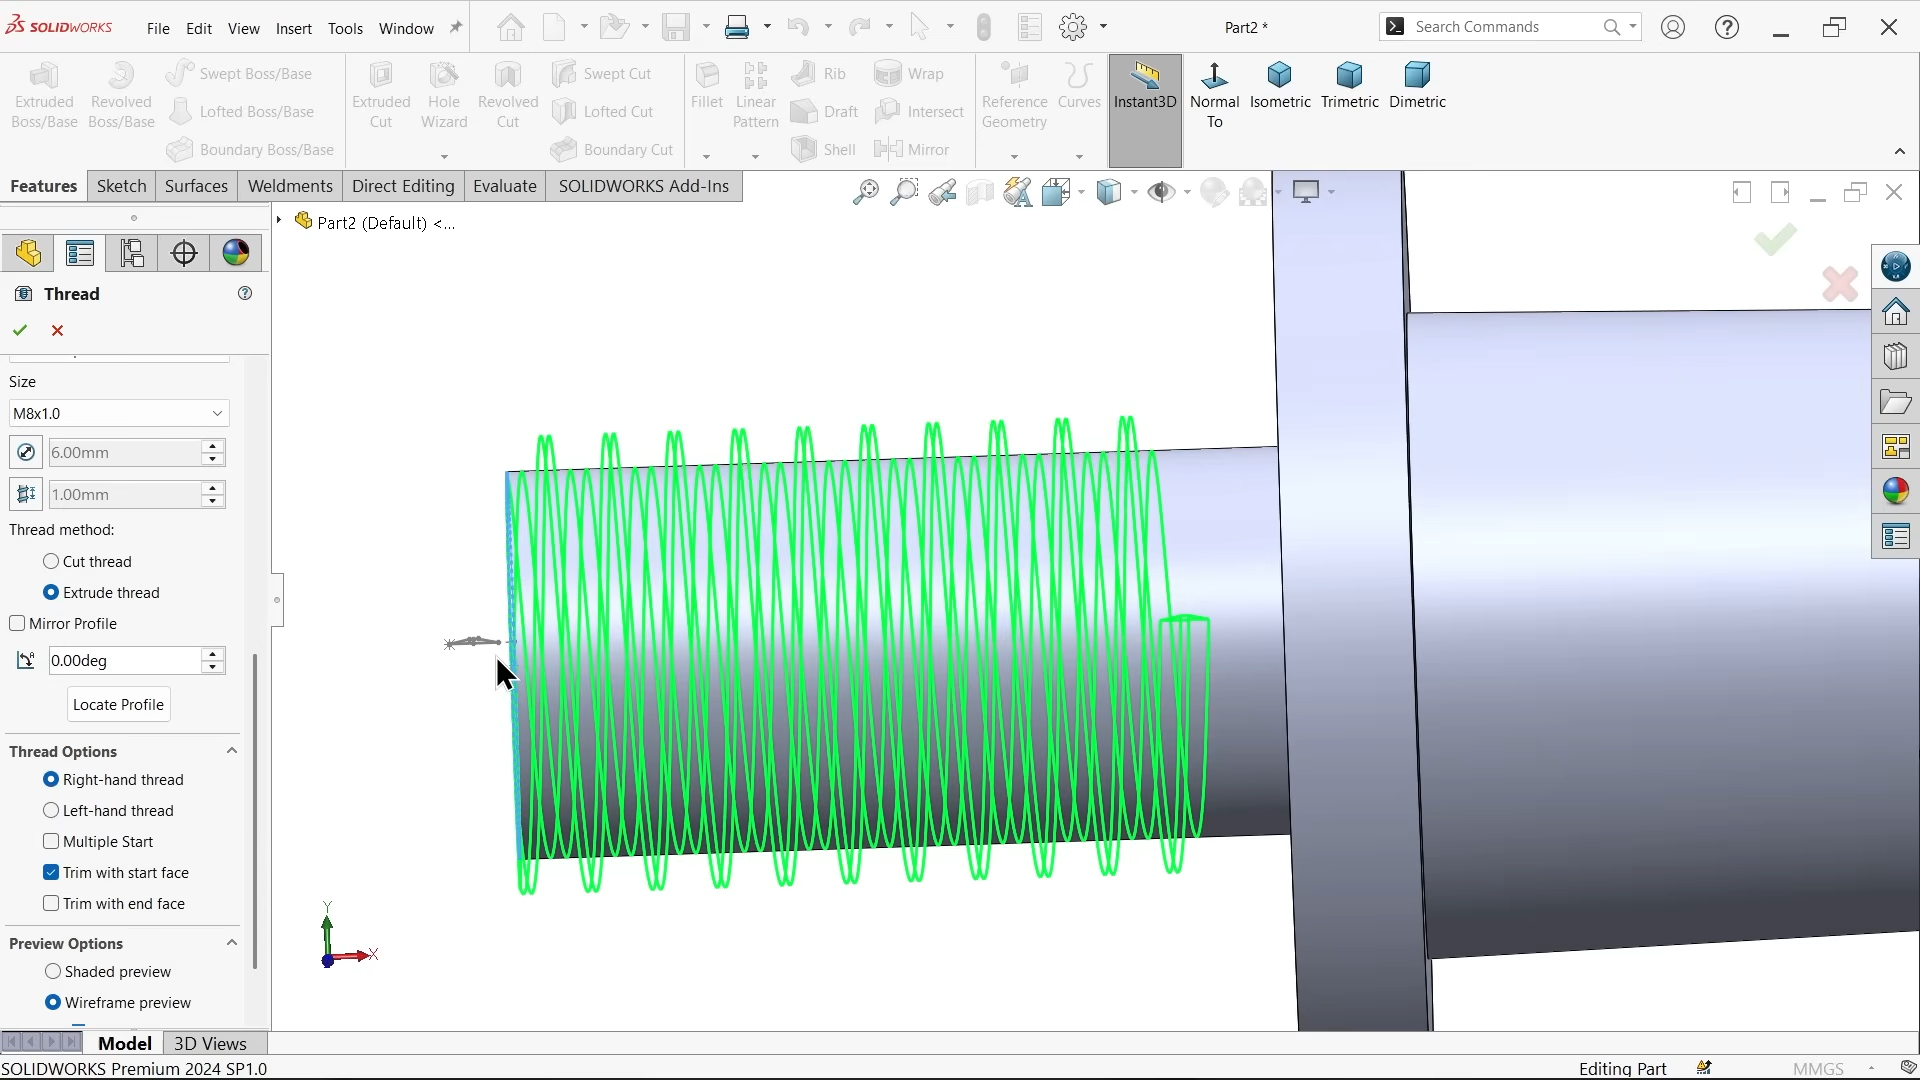 SOLIDWORKS File Edit View Insert Tools Window Part2 * Search Commands
Extruded Boss/Base
Revolved Boss/Base
Swept Boss/Base
Lofted Boss/Base
Boundary Boss/Base
Extruded Cut
Hole Wizard
Revolved Cut
Swept Cut
Lofted Cut
Boundary Cut
Fillet
Linear Pattern
Rib
Draft
Shell
Wrap
Intersect
Mirror
Reference Geometry
Curves
Instant3D
Normal To
Isometric
Trimetric
Dimetric
Features Sketch Surfaces Weldments Direct Editing Evaluate SOLIDWORKS Add-Ins
Part2 (Default) <...
Thread
Size
M8x1.0
6.00mm
1.00mm
Thread method:
Cut thread
Extrude thread
Mirror Profile
0.00deg
Locate Profile
Thread Options
Right-hand thread
Left-hand thread
Multiple Start
Trim with start face
Trim with end face
Preview Options
Shaded preview
Wireframe preview
Y
X
Model 3D Views
SOLIDWORKS Premium 2024 SP1.0 Editing Part MMGS